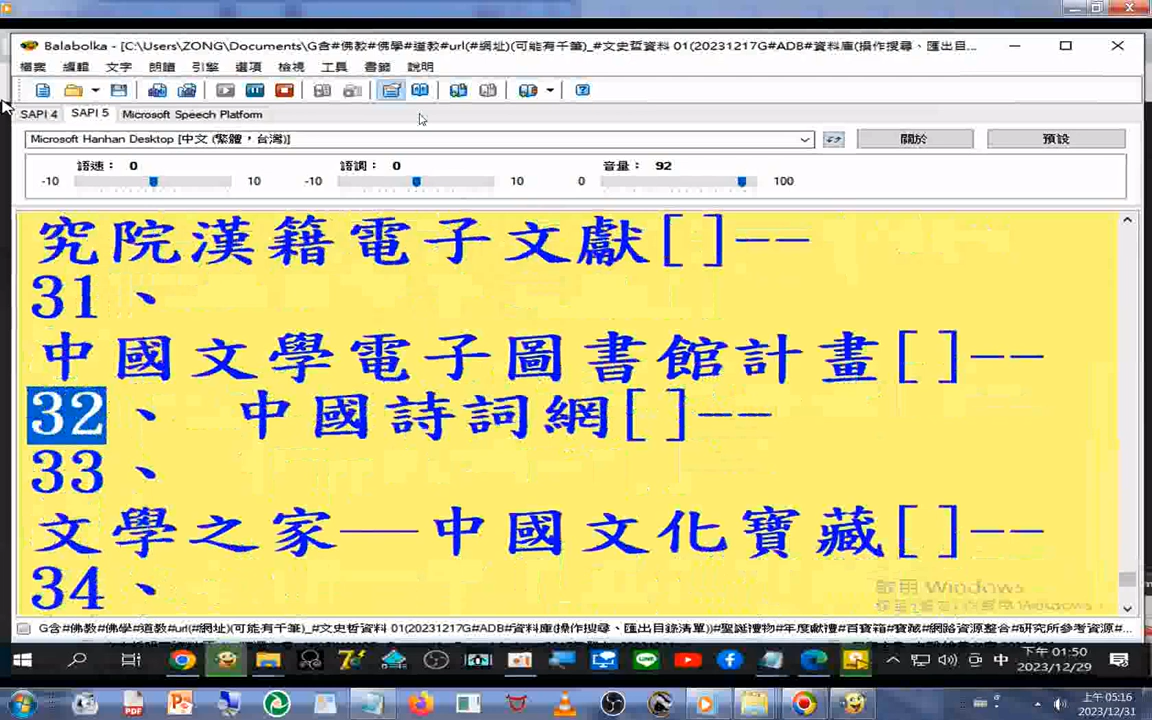 Balabolka - [C:\Users\ZONG\Documents\G含#佛教#佛學#道教#url(#網址)(可能有千筆)_#文史哲資料 01(20231217G#ADB#資料庫(操作搜尋、匯出目...
檔案 編輯 文字 朗讀 引擎 選項 檢視 工具 書籤 說明
SAPI 4 SAPI 5 Microsoft Speech Platform
Microsoft Hanhan Desktop [中文 (繁體，台灣)] 關於 預設
語速： 0 語調： 0 音量： 92
-10 10 -10 10 0 100
究院漢籍電子文獻[]--
31、
中國文學電子圖書館計畫[]--
32、 中國詩詞網[]--
33、
文學之家—中國文化寶藏[]--
34、
啟用 Windows
G含#佛教#佛學#道教#url(#網址)(可能有千筆)_#文史哲資料 01(20231217G#ADB#資料庫(操作搜尋、匯出目錄清單))#聖誕禮物#年度獻禮#百寶箱#寶藏#網路資源整合#研究所參考資源#...
中 下午 01:50
2023/12/29
上午 05:16
2023/12/31